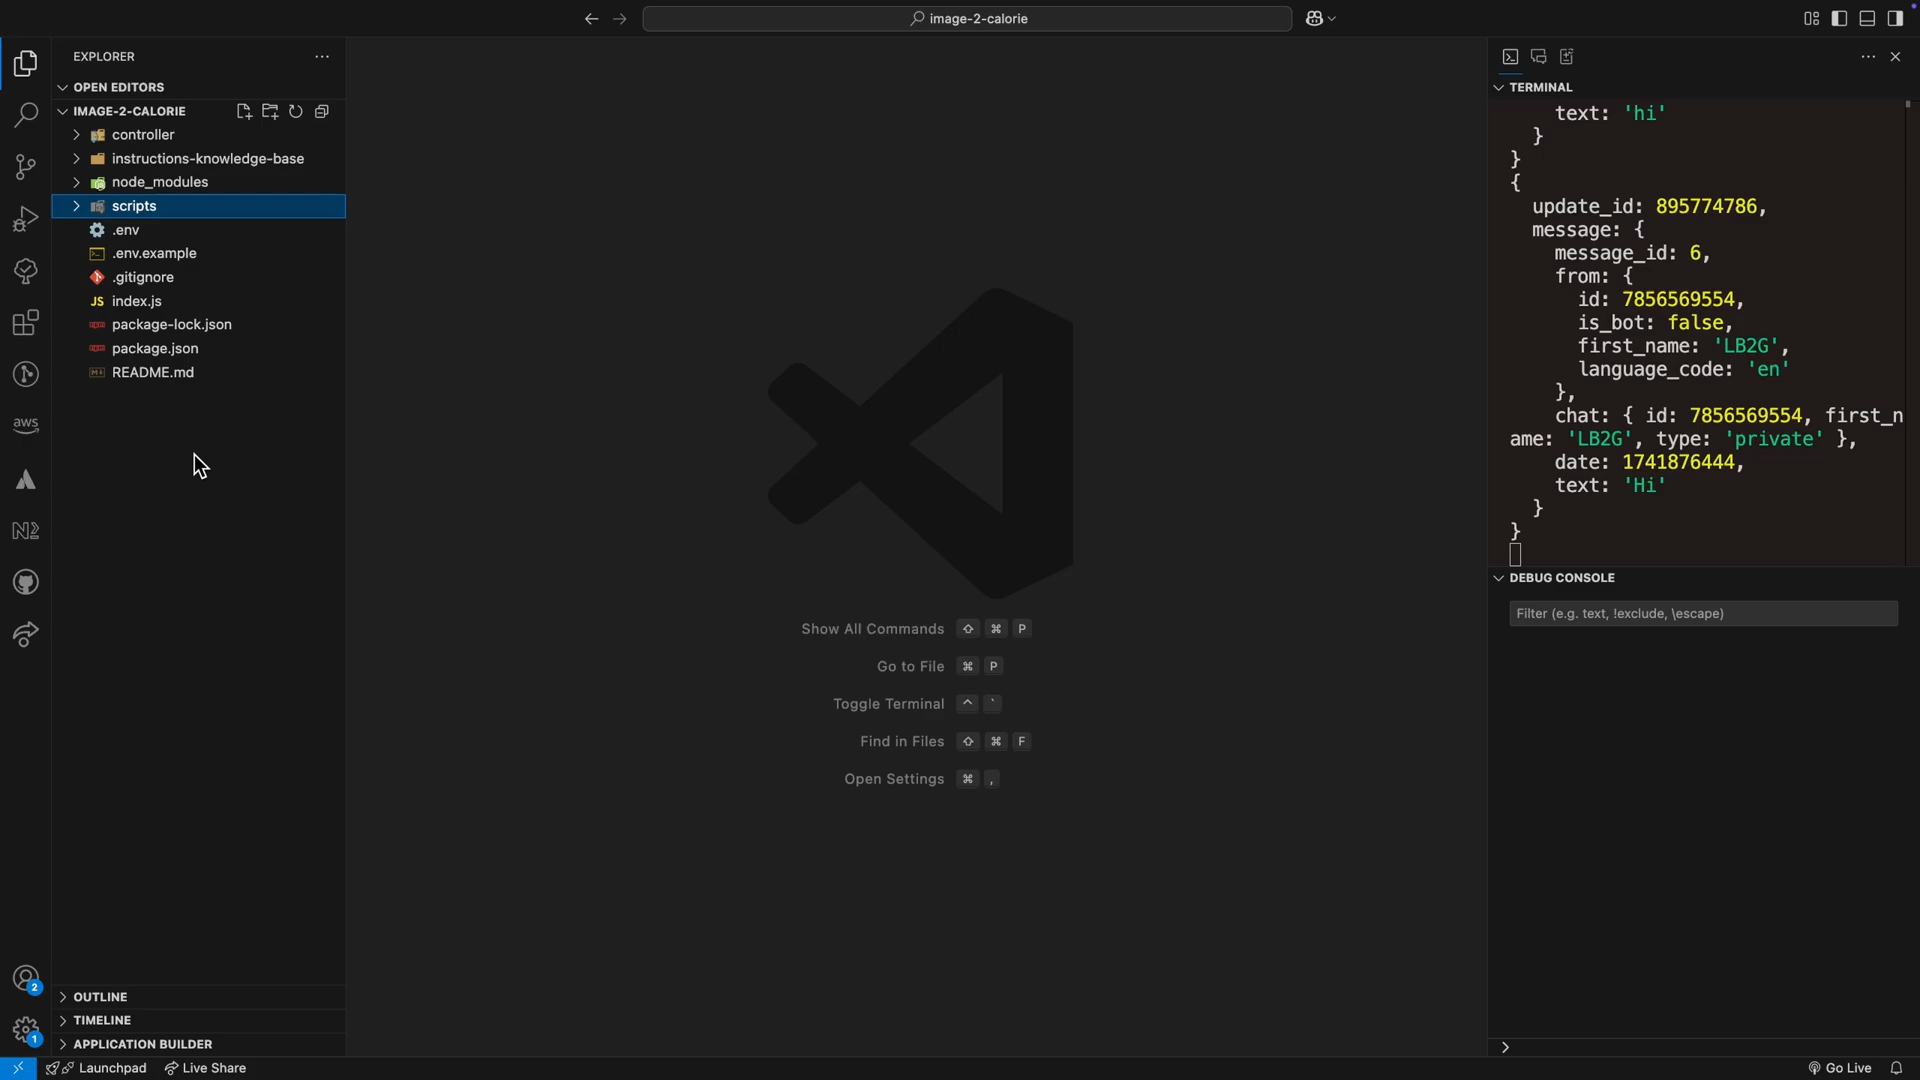 image-2-calorie
EXPLORER
OPEN EDITORS
IMAGE-2-CALORIE
controller
instructions-knowledge-base
node_modules
scripts
.env
.env.example
.gitignore
JS index.js
package-lock.json
package.json
README.md
aws
OUTLINE
TIMELINE
APPLICATION BUILDER
2
1
Launchpad
Live Share
Show All Commands ⇧ ⌘ P
Go to File ⌘ P
Toggle Terminal ^ `
Find in Files ⇧ ⌘ F
Open Settings ⌘ ,
TERMINAL
text: 'hi'
}
}
{
update_id: 895774786,
message: {
message_id: 6,
from: {
id: 7856569554,
is_bot: false,
first_name: 'LB2G',
language_code: 'en'
},
chat: { id: 7856569554, first_n
ame: 'LB2G', type: 'private' },
date: 1741876444,
text: 'Hi'
}
}
DEBUG CONSOLE
Filter (e.g. text, !exclude, \escape)
Go Live